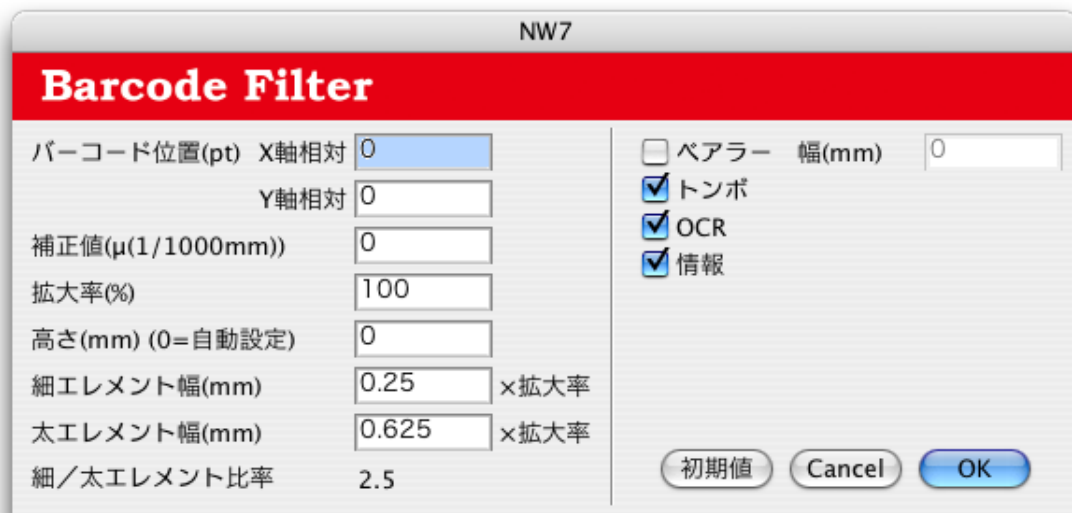 NW7
Barcode Filter
バーコード位置(pt) X軸相対 0
Y軸相対 0
補正値(μ(1/1000mm)) 0
拡大率(%) 100
高さ(mm) (0=自動設定) 0
細エレメント幅(mm) 0.25 ×拡大率
太エレメント幅(mm) 0.625 ×拡大率
細／太エレメント比率 2.5
ベアラー 幅(mm) 0
トンボ
OCR
情報
初期値 Cancel OK